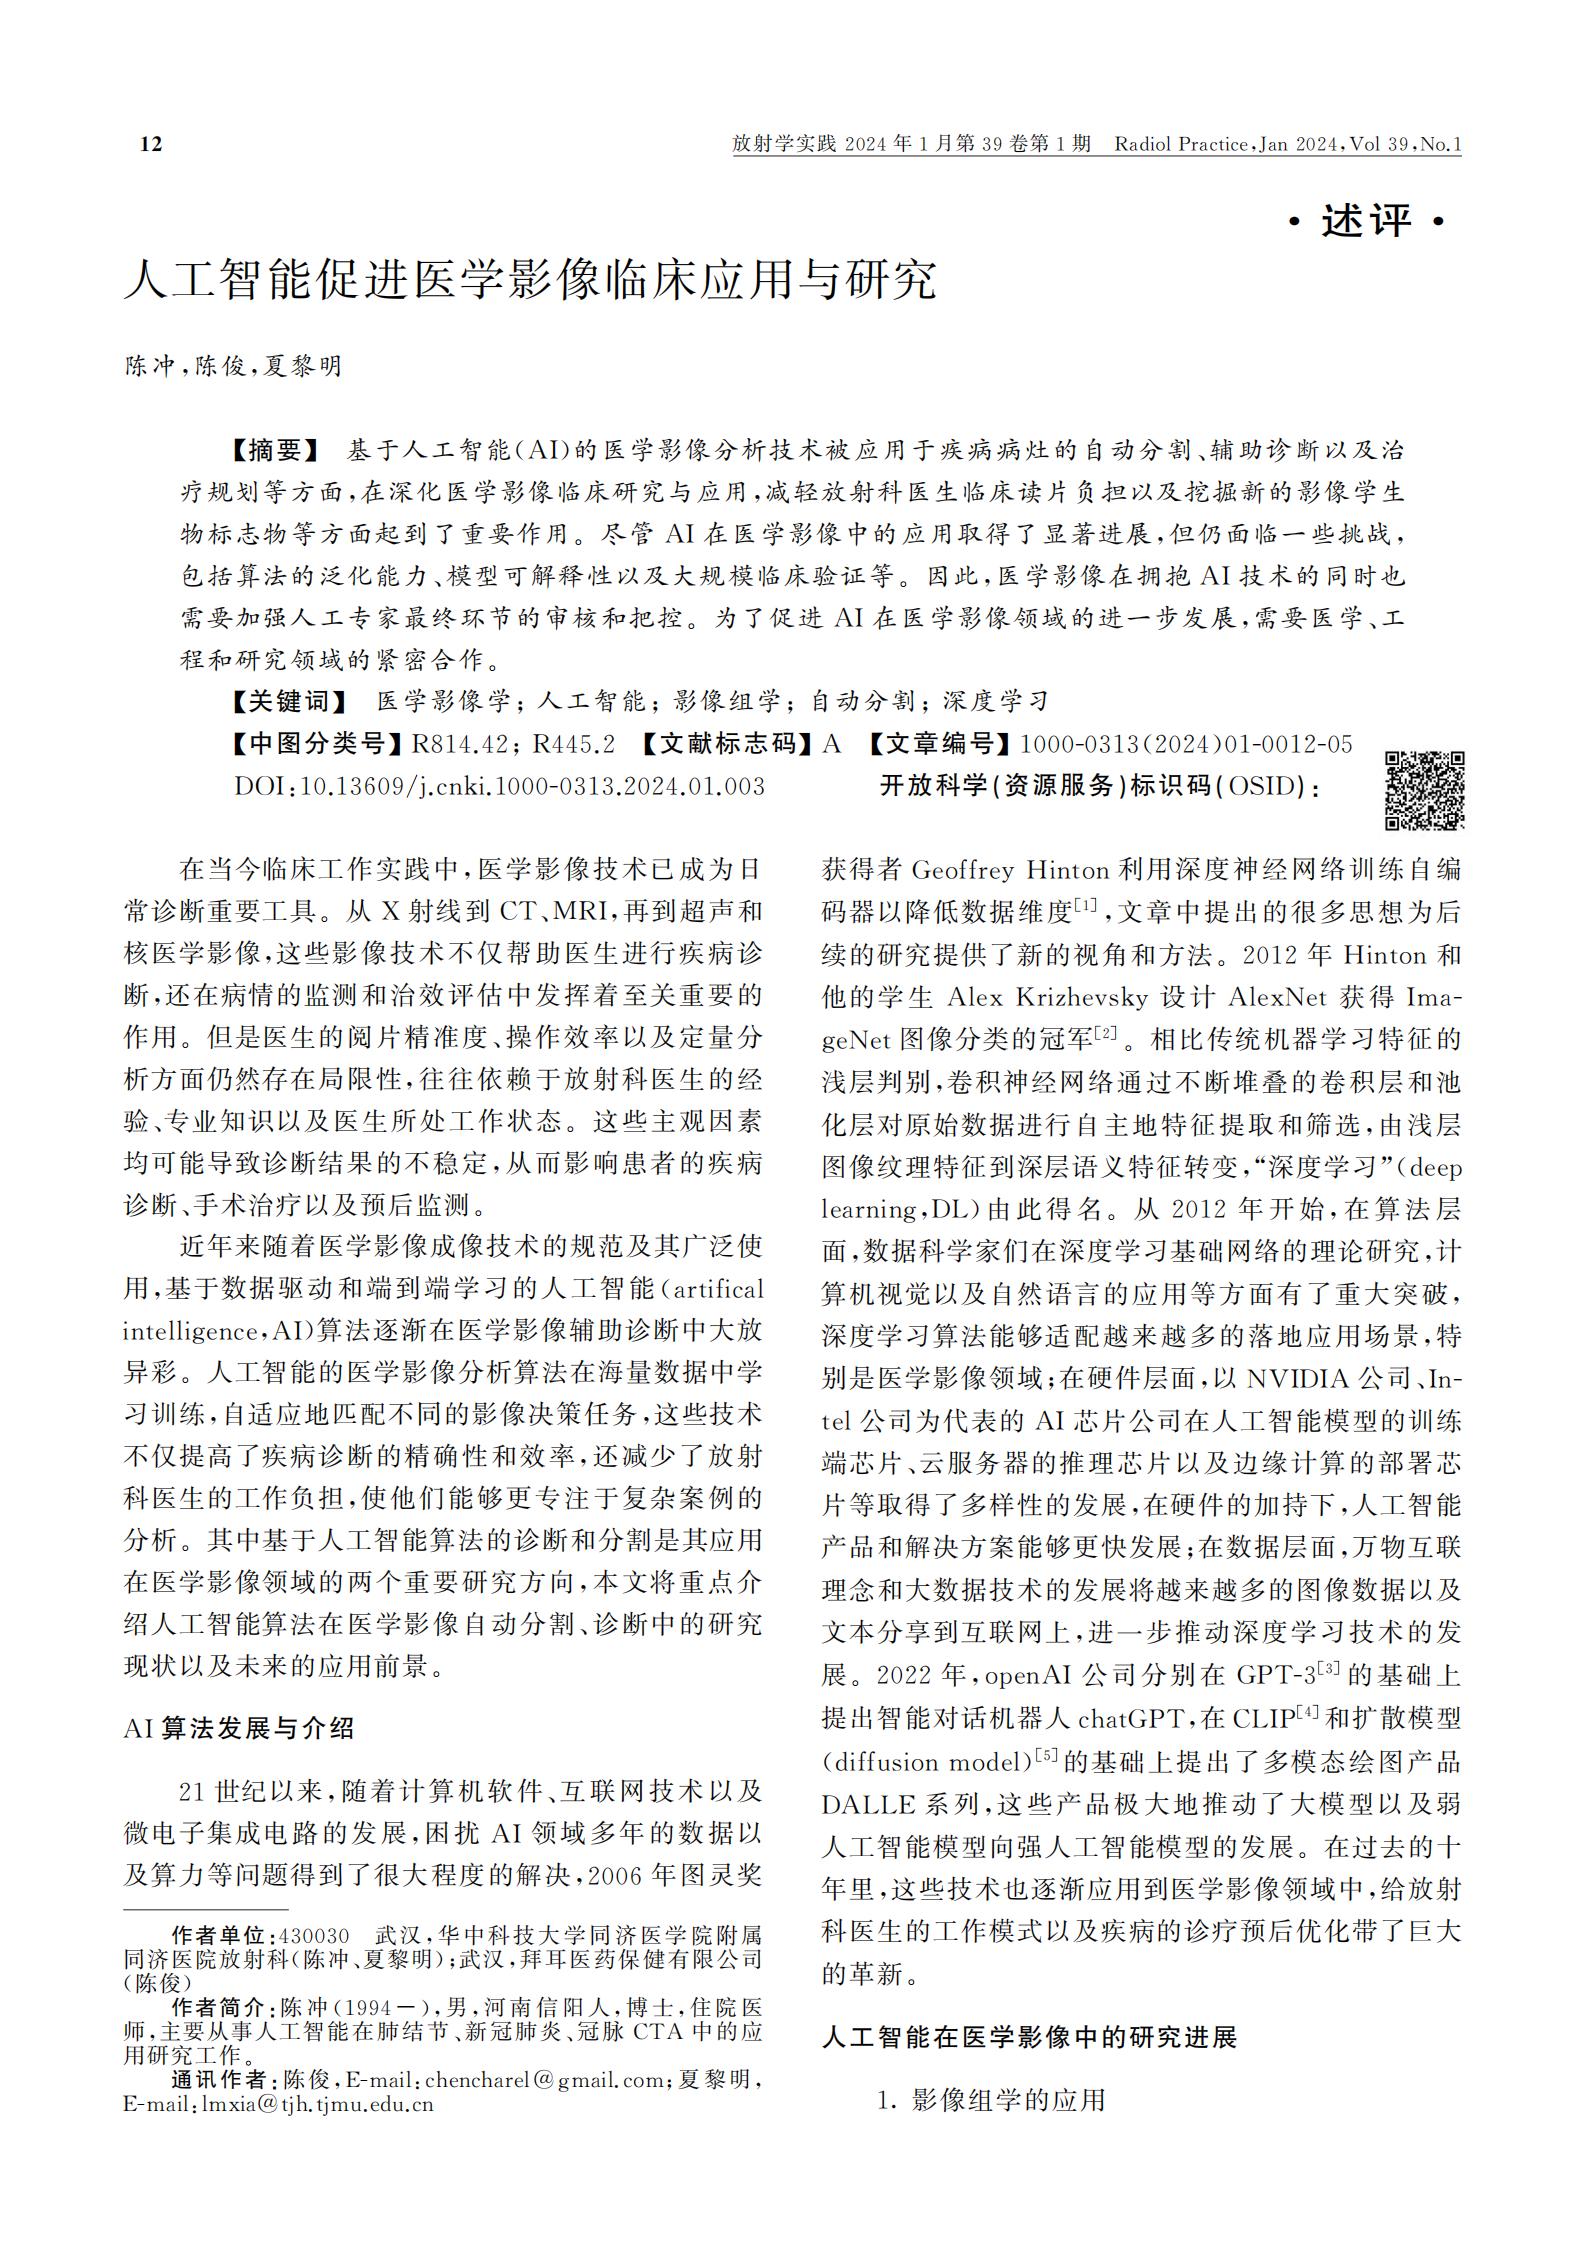 12
放射学实践 2024 年 1 月第 39 卷第 1 期 Radiol Practice,Jan 2024,Vol 39,No.1
• 述评 •
人工智能促进医学影像临床应用与研究
陈冲,陈俊,夏黎明
【摘要】 基于人工智能(AI)的医学影像分析技术被应用于疾病病灶的自动分割、辅助诊断以及治
疗规划等方面,在深化医学影像临床研究与应用,减轻放射科医生临床读片负担以及挖掘新的影像学生
物标志物等方面起到了重要作用。尽管 AI 在医学影像中的应用取得了显著进展,但仍面临一些挑战,
包括算法的泛化能力、模型可解释性以及大规模临床验证等。因此,医学影像在拥抱 AI 技术的同时也
需要加强人工专家最终环节的审核和把控。为了促进 AI 在医学影像领域的进一步发展,需要医学、工
程和研究领域的紧密合作。
【关键词】 医学影像学; 人工智能; 影像组学; 自动分割; 深度学习
【中图分类号】R814.42; R445.2 【文献标志码】A 【文章编号】1000-0313(2024)01-0012-05
DOI:10.13609/j.cnki.1000-0313.2024.01.003 开放科学(资源服务)标识码(OSID):
在当今临床工作实践中,医学影像技术已成为日
常诊断重要工具。从 X 射线到 CT、MRI,再到超声和
核医学影像,这些影像技术不仅帮助医生进行疾病诊
断,还在病情的监测和治效评估中发挥着至关重要的
作用。但是医生的阅片精准度、操作效率以及定量分
析方面仍然存在局限性,往往依赖于放射科医生的经
验、专业知识以及医生所处工作状态。这些主观因素
均可能导致诊断结果的不稳定,从而影响患者的疾病
诊断、手术治疗以及预后监测。
近年来随着医学影像成像技术的规范及其广泛使
用,基于数据驱动和端到端学习的人工智能(artifical
intelligence,AI)算法逐渐在医学影像辅助诊断中大放
异彩。人工智能的医学影像分析算法在海量数据中学
习训练,自适应地匹配不同的影像决策任务,这些技术
不仅提高了疾病诊断的精确性和效率,还减少了放射
科医生的工作负担,使他们能够更专注于复杂案例的
分析。其中基于人工智能算法的诊断和分割是其应用
在医学影像领域的两个重要研究方向,本文将重点介
绍人工智能算法在医学影像自动分割、诊断中的研究
现状以及未来的应用前景。
AI 算法发展与介绍
21 世纪以来,随着计算机软件、互联网技术以及
微电子集成电路的发展,困扰 AI 领域多年的数据以
及算力等问题得到了很大程度的解决,2006 年图灵奖
作者单位:430030 武汉,华中科技大学同济医学院附属
同济医院放射科(陈冲、夏黎明);武汉,拜耳医药保健有限公司
(陈俊)
作者简介:陈冲(1994－),男,河南信阳人,博士,住院医
师,主要从事人工智能在肺结节、新冠肺炎、冠脉 CTA 中的应
用研究工作。
通讯作者:陈俊,E-mail:chencharel@gmail.com;夏黎明,
E-mail:lmxia@tjh.tjmu.edu.cn
获得者 Geoffrey Hinton 利用深度神经网络训练自编
码器以降低数据维度[1],文章中提出的很多思想为后
续的研究提供了新的视角和方法。2012 年 Hinton 和
他的学生 Alex Krizhevsky 设计 AlexNet 获得 Ima-
geNet 图像分类的冠军[2]。相比传统机器学习特征的
浅层判别,卷积神经网络通过不断堆叠的卷积层和池
化层对原始数据进行自主地特征提取和筛选,由浅层
图像纹理特征到深层语义特征转变,“深度学习”(deep
learning,DL)由此得名。从 2012 年开始,在算法层
面,数据科学家们在深度学习基础网络的理论研究,计
算机视觉以及自然语言的应用等方面有了重大突破,
深度学习算法能够适配越来越多的落地应用场景,特
别是医学影像领域;在硬件层面,以 NVIDIA 公司、In-
tel 公司为代表的 AI 芯片公司在人工智能模型的训练
端芯片、云服务器的推理芯片以及边缘计算的部署芯
片等取得了多样性的发展,在硬件的加持下,人工智能
产品和解决方案能够更快发展;在数据层面,万物互联
理念和大数据技术的发展将越来越多的图像数据以及
文本分享到互联网上,进一步推动深度学习技术的发
展。2022 年,openAI 公司分别在 GPT-3[3]的基础上
提出智能对话机器人 chatGPT,在 CLIP[4]和扩散模型
(diffusion model)[5]的基础上提出了多模态绘图产品
DALLE 系列,这些产品极大地推动了大模型以及弱
人工智能模型向强人工智能模型的发展。在过去的十
年里,这些技术也逐渐应用到医学影像领域中,给放射
科医生的工作模式以及疾病的诊疗预后优化带了巨大
的革新。
人工智能在医学影像中的研究进展
1. 影像组学的应用